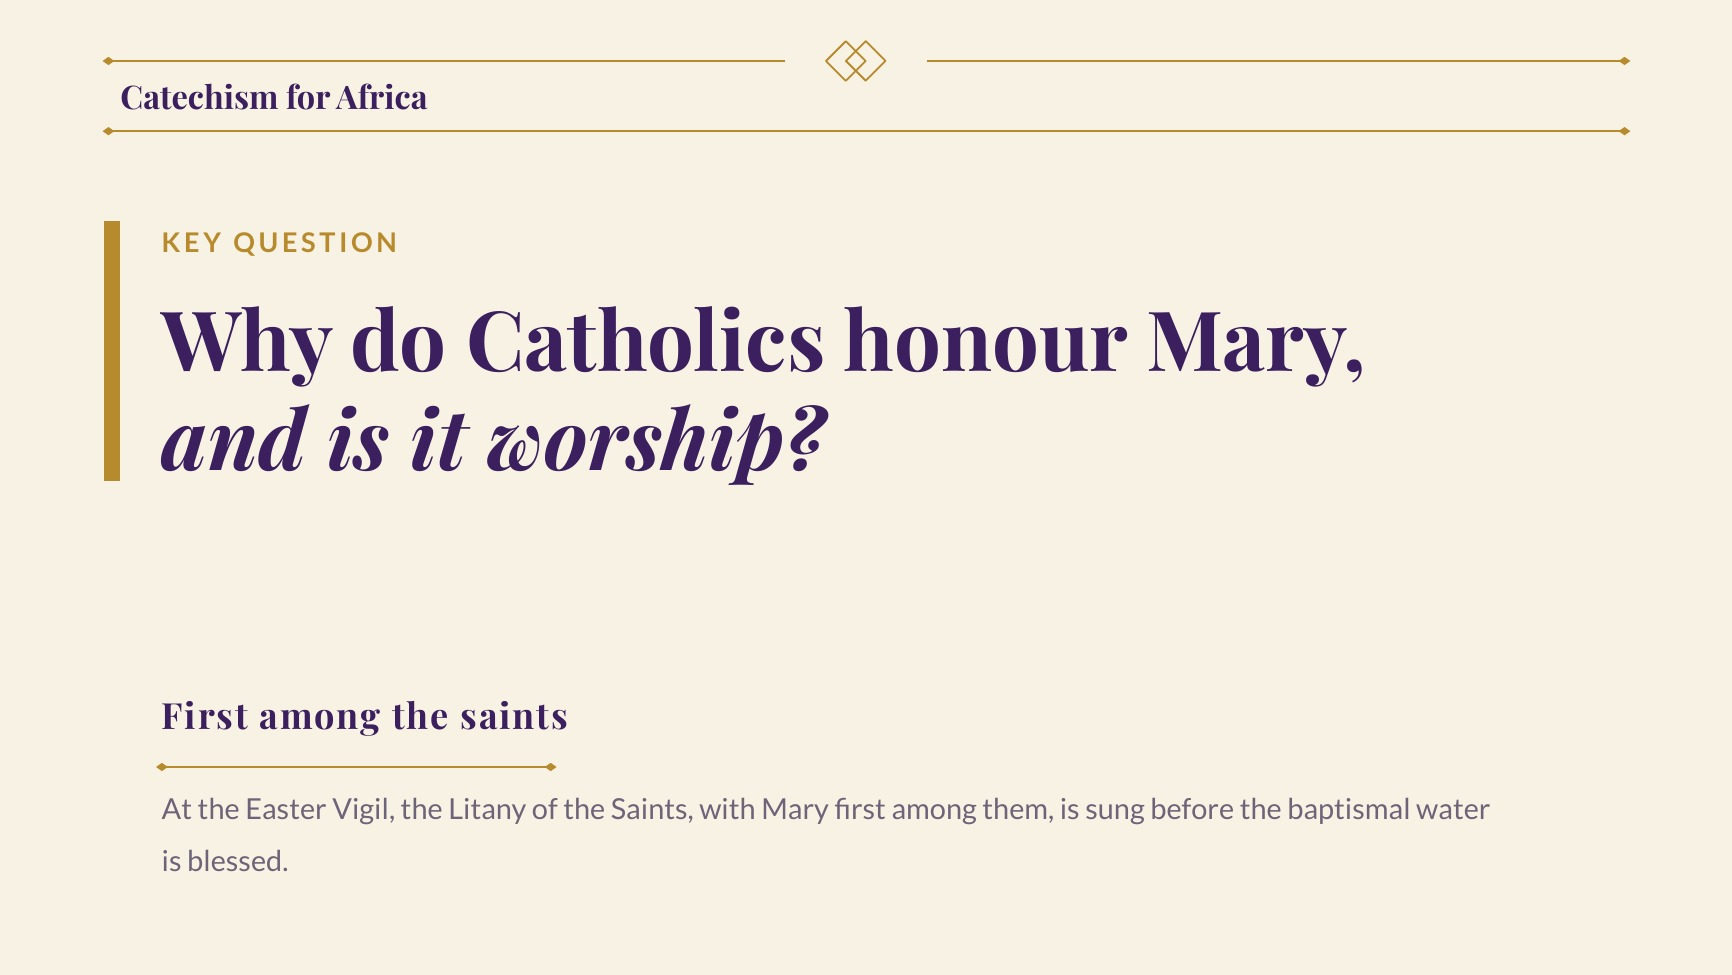 Catechism for Africa
KEY QUESTION
Why do Catholics honour Mary,
and is it worship?
First among the saints
At the Easter Vigil, the Litany of the Saints, with Mary first among them, is sung before the baptismal water
is blessed.